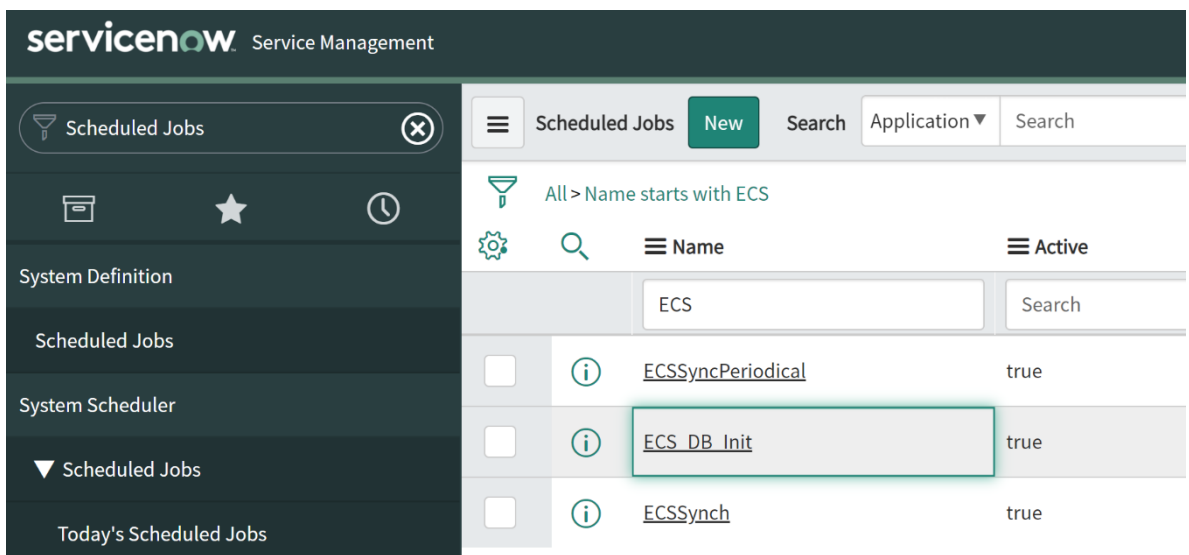 servicenow Service Management
Scheduled Jobs
Scheduled Jobs New Search Application▼ Search
All > Name starts with ECS
Name Active
System Definition
ECS Search
Scheduled Jobs
ECSSyncPeriodical true
System Scheduler
ECS_DB_Init true
▼ Scheduled Jobs
ECSSynch true
Today's Scheduled Jobs